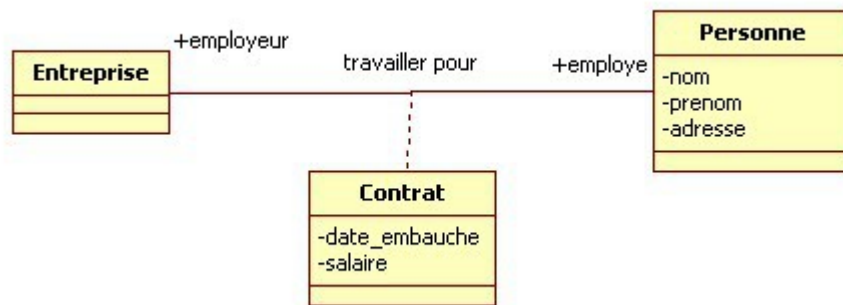 +employeur
travailler pour
+employe
Entreprise
Personne
-nom
-prenom
-adresse
Contrat
-date_embauche
-salaire